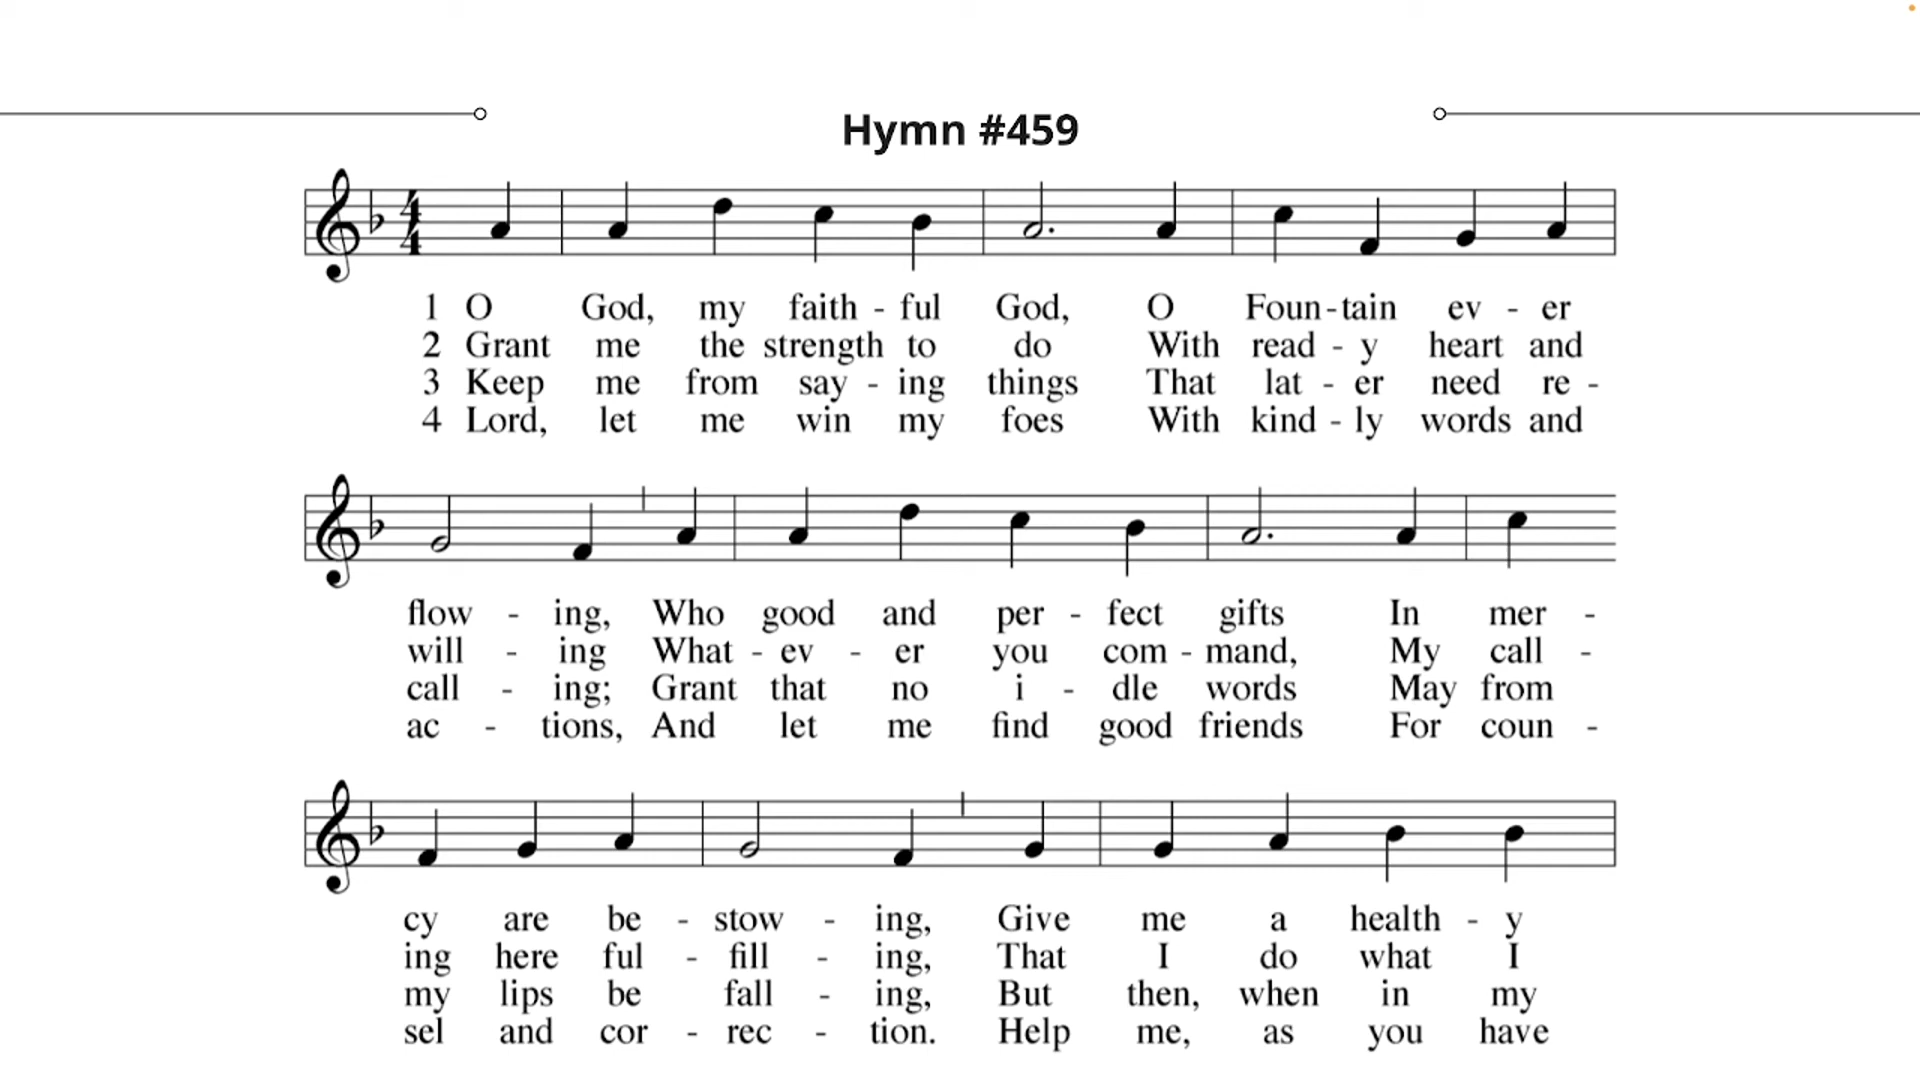 Hymn #459
4
4
1 O God, my faith - ful God, O Foun - tain ev - er
2 Grant me the strength to do With read - y heart and
3 Keep me from say - ing things That lat - er need re -
4 Lord, let me win my foes With kind - ly words and
flow - ing, Who good and per - fect gifts In mer -
will - ing What - ev - er you com - mand, My call -
call - ing; Grant that no i - dle words May from
ac - tions, And let me find good friends For coun -
cy are be - stow - ing, Give me a health - y
ing here ful - fill - ing, That I do what I
my lips be fall - ing, But then, when in my
sel and cor - rec - tion. Help me, as you have